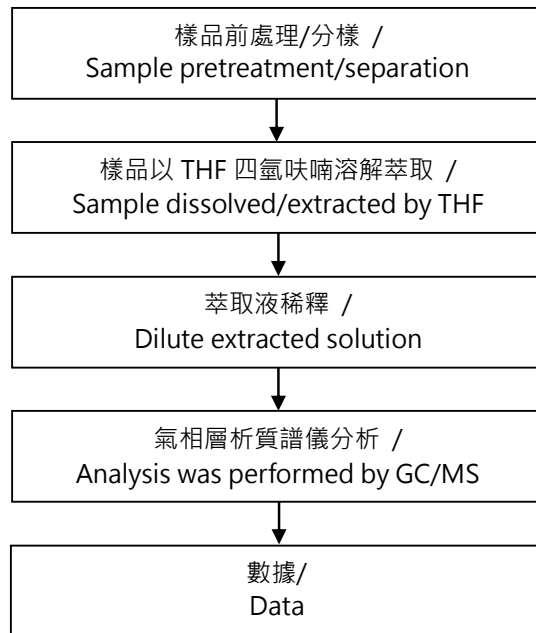 樣品前處理/分樣 /
Sample pretreatment/separation
樣品以 THF 四氫呋喃溶解萃取 /
Sample dissolved/extracted by THF
萃取液稀釋 /
Dilute extracted solution
氣相層析質譜儀分析 /
Analysis was performed by GC/MS
數據/
Data